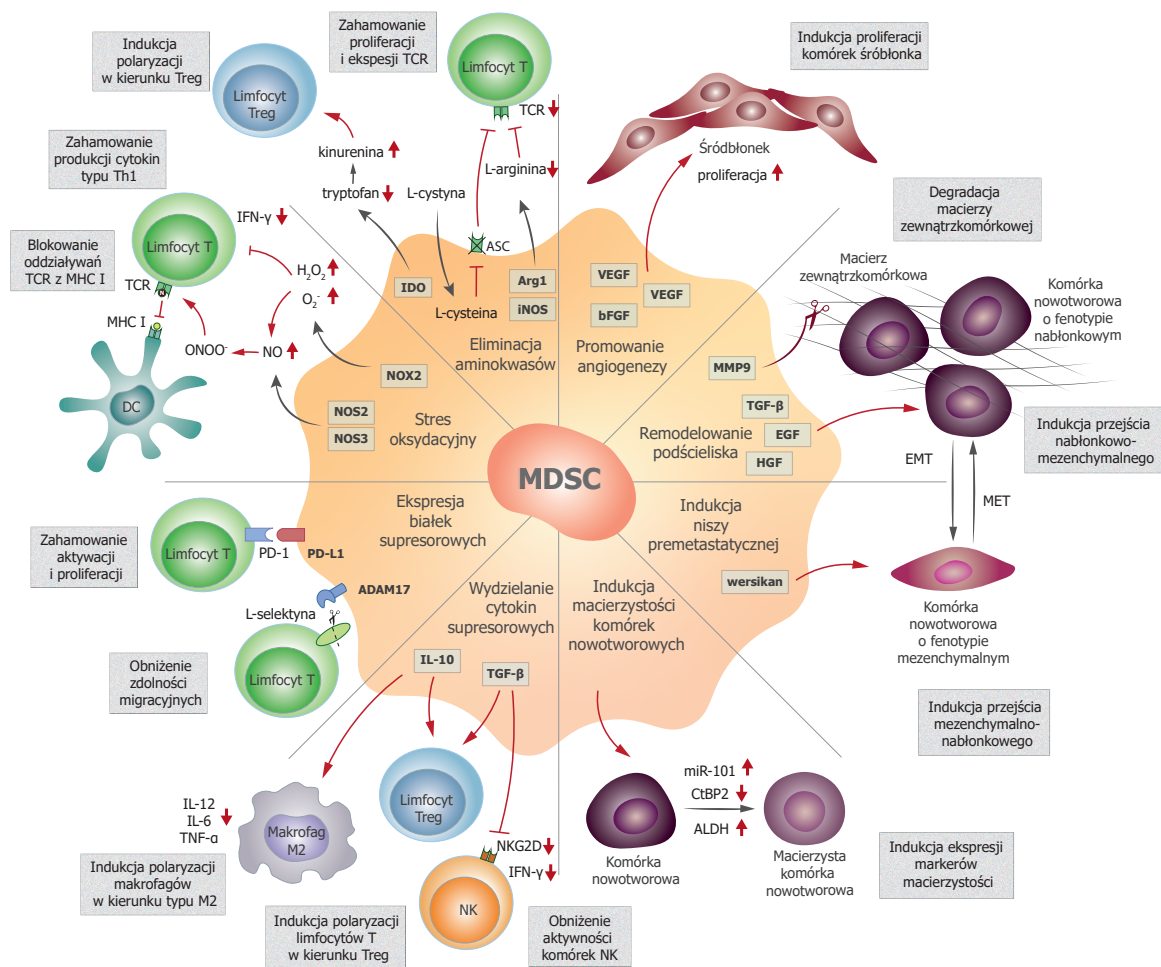 Indukcja
polaryzacji
w kierunku Treg
Limfocyt
Treg
Zahamowanie
proliferacji
i ekspesji TCR
Limfocyt T
TCR
L-arginina
kinurenina
tryptofan
L-cystyna
ASC
Indukcja proliferacji
komórek śróbłonka
Śródbłonek
proliferacja
Zahamowanie
produkcji cytokin
typu Th1
IFN-γ
Limfocyt T
Blokowanie
oddziaływań
TCR z MHC I
TCR
N
MHC I
DC
ONOO⁻
NO
H₂O₂
O₂⁻
IDO
L-cysteina
Arg1
iNOS
Eliminacja
aminokwasów
VEGF
VEGF
bFGF
Promowanie
angiogenezy
Degradacja
macierzy
zewnątrzkomórkowej
Macierz
zewnątrzkomórkowa
Komórka
nowotworowa
o fenotypie
nabłonkowym
NOX2
NOS2
NOS3
Stres
oksydacyjny
MMP9
TGF-β
EGF
HGF
Remodelowanie
podścieliska
Indukcja przejścia
nabłonkowo-
mezenchymalnego
EMT
MET
MDSC
Ekspresja
białek
supresorowych
Indukcja
niszy
premetastatycznej
wersikan
Komórka
nowotworowa
o fenotypie
mezenchymalnym
Indukcja przejścia
mezenchymalno-
nabłonkowego
Zahamowanie
aktywacji
i proliferacji
Limfocyt T
PD-1
PD-L1
ADAM17
L-selektyna
Limfocyt T
Obniżenie
zdolności
migracyjnych
Wydzielanie
cytokin
supresorowych
IL-10
TGF-β
Indukcja
macierzystości
komórek
nowotworowych
IL-12
IL-6
TNF-α
Makrofag
M2
Indukcja polaryzacji
makrofagów
w kierunku typu M2
Limfocyt
Treg
NKG2D
IFN-γ
NK
Indukcja polaryzacji
limfocytów T
w kierunku Treg
Obniżenie
aktywności
komórek NK
miR-101
CtBP2
ALDH
Komórka
nowotworowa
Macierzysta
komórka
nowotworowa
Indukcja ekspresji
markerów
macierzystości